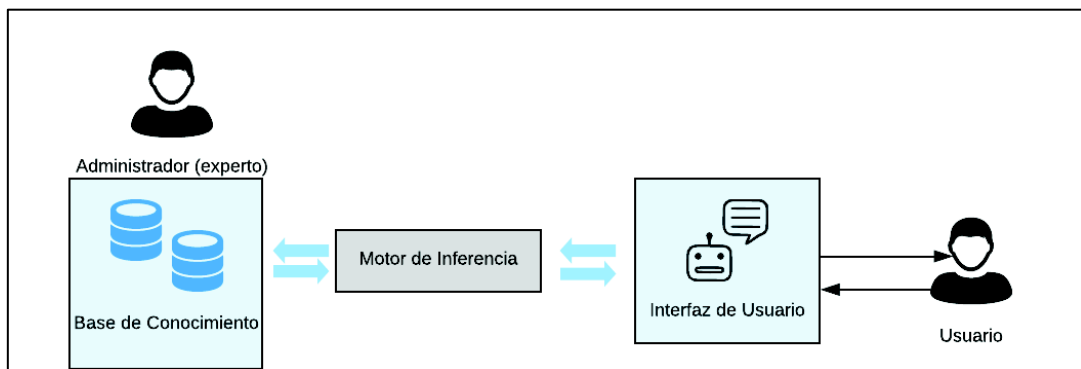 Administrador (experto)
Base de Conocimiento
Motor de Inferencia
Interfaz de Usuario
Usuario